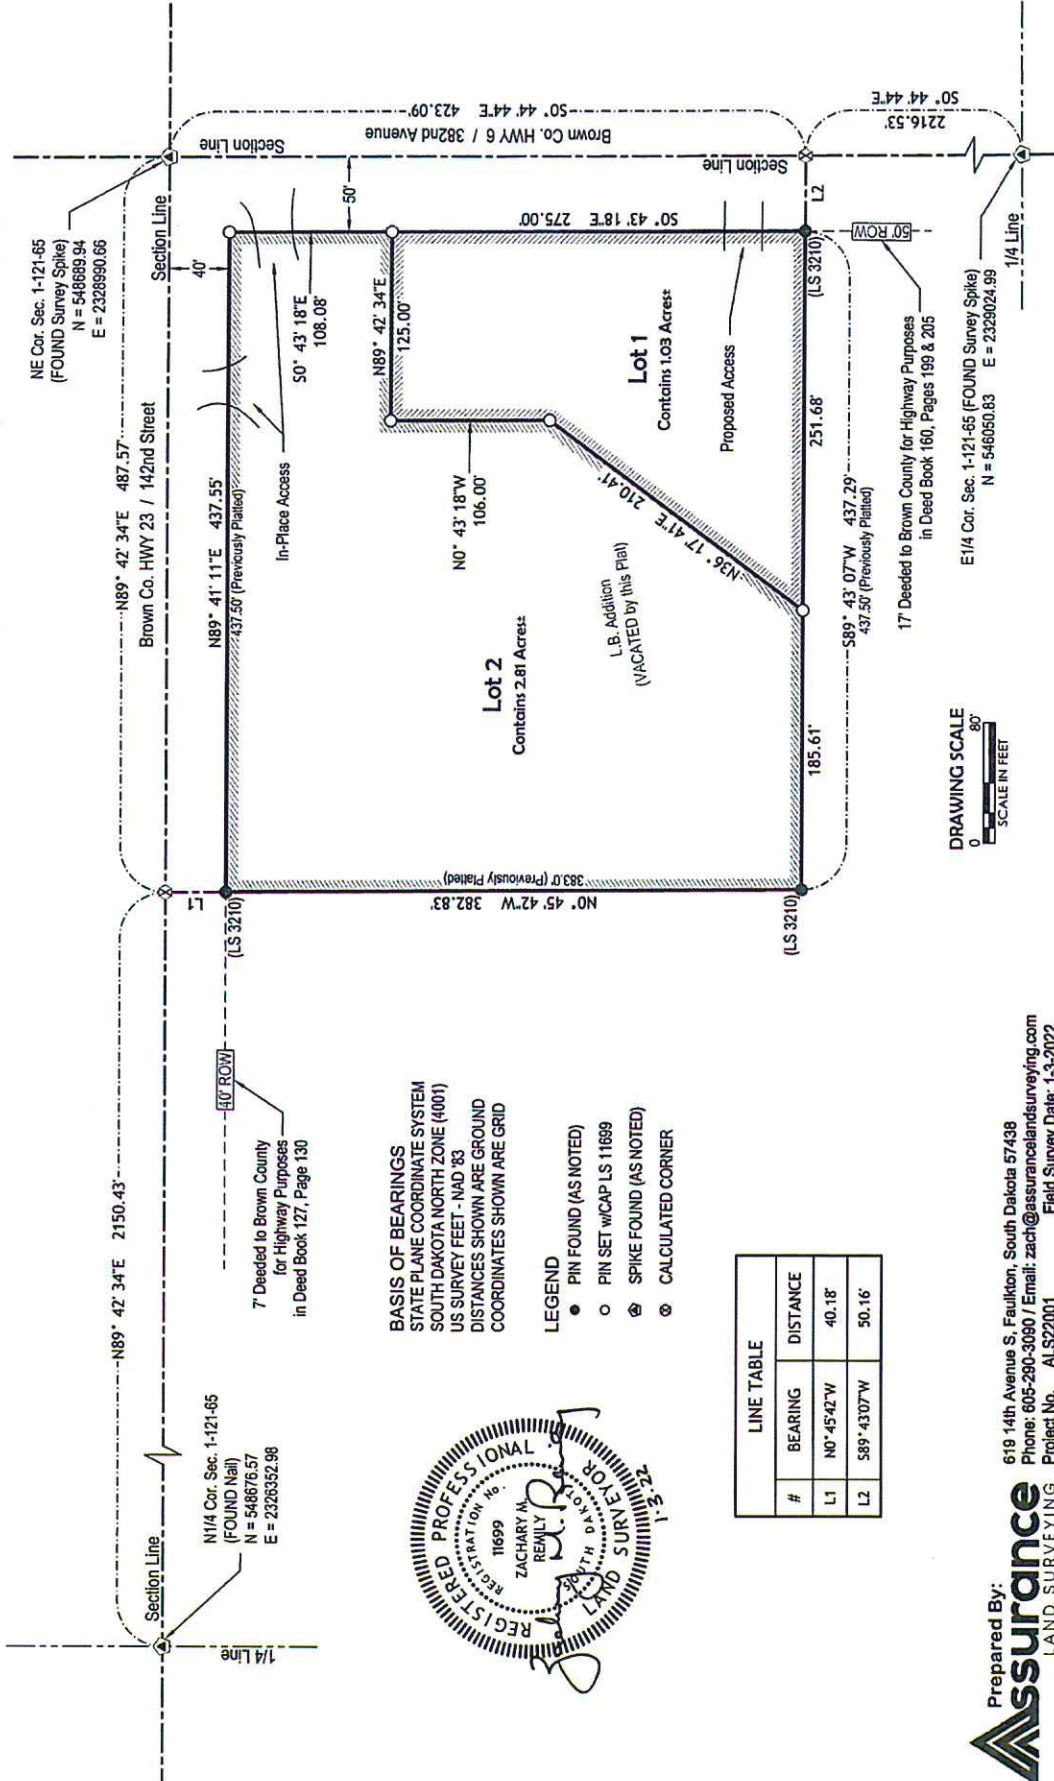 NE Cor. Sec. 1-121-65
(FOUND Survey Spike)
N = 548689.94
E = 2328990.66
N89° 42' 34"E 2150.43'
N89° 42' 34"E 487.57'
Section Line
Section Line
Brown Co. HWY 23 / 142nd Street
N1/4 Cor. Sec. 1-121-65
(FOUND Nail)
N = 548676.57
E = 2326352.98
1/4 Line
L1
40'
(LS 3210)
40' ROW
7' Deeded to Brown County
for Highway Purposes
in Deed Book 127, Page 130
N89° 41' 11"E 437.55'
437.50' (Previously Platted)
In-Place Access
S0° 43' 18"E
108.08'
50'
Section Line
Brown Co. HWY 6 / 382nd Avenue
S0° 44' 44"E 423.09'
N89° 42' 34"E
125.00'
N0° 43' 18"W
106.00'
S0° 43' 18"E 275.00'
Lot 2
Contains 2.81 Acres±
L.B. Addition
(VACATED by this Plat)
N36° 17' 41"E 210.41'
Lot 1
Contains 1.03 Acres±
Proposed Access
Section Line
N0° 45' 42"W 382.83'
383.0' (Previously Platted)
(LS 3210)
185.61'
251.68'
(LS 3210)
L2
S89° 43' 07"W 437.29'
437.50' (Previously Platted)
50' ROW
17' Deeded to Brown County for Highway Purposes
in Deed Book 160, Pages 199 & 205
2216.53'
S0° 44' 44"E
E1/4 Cor. Sec. 1-121-65 (FOUND Survey Spike)
N = 546050.83 E = 2329024.99
1/4 Line
DRAWING SCALE
0 80'
SCALE IN FEET
BASIS OF BEARINGS
STATE PLANE COORDINATE SYSTEM
SOUTH DAKOTA NORTH ZONE (4001)
US SURVEY FEET - NAD '83
DISTANCES SHOWN ARE GROUND
COORDINATES SHOWN ARE GRID
LEGEND
PIN FOUND (AS NOTED)
PIN SET w/CAP LS 11699
SPIKE FOUND (AS NOTED)
CALCULATED CORNER
REGISTERED PROFESSIONAL
REGISTRATION No.
11699
ZACHARY M.
REMILY
SOUTH DAKOTA
LAND SURVEYOR
1-3-22
LINE TABLE
# BEARING DISTANCE
L1 N0°45'42"W 40.18'
L2 S89°43'07"W 50.16'
Prepared By:
Assurance
LAND SURVEYING
619 14th Avenue S, Faulkton, South Dakota 57438
Phone: 605-290-3090 / Email: zach@assurancelandsurveying.com
Project No. ALS22001 Field Survey Date: 1-3-2022